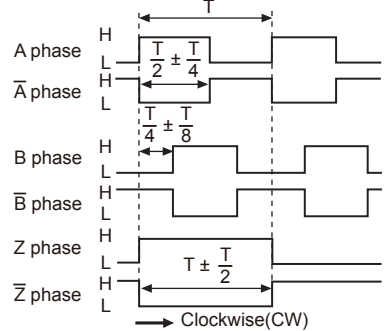 T
H
A phase
L
T/2 ± T/4
H
A̅ phase
L
T/4 ± T/8
H
B phase
L
H
B̅ phase
L
H
Z phase
L
T ± T/2
H
Z̅ phase
L
Clockwise(CW)